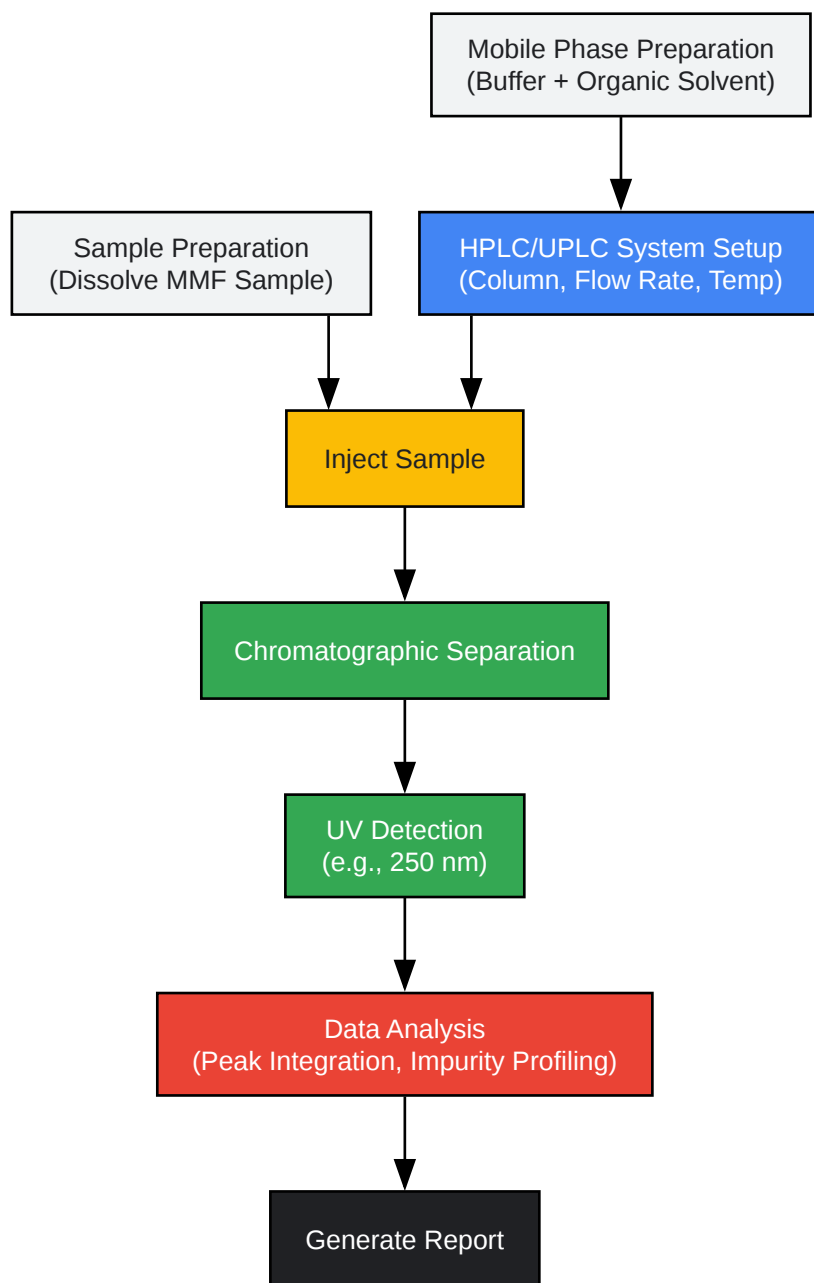 Mobile Phase Preparation
(Buffer + Organic Solvent)
Sample Preparation
(Dissolve MMF Sample)
HPLC/UPLC System Setup
(Column, Flow Rate, Temp)
Inject Sample
Chromatographic Separation
UV Detection
(e.g., 250 nm)
Data Analysis
(Peak Integration, Impurity Profiling)
Generate Report